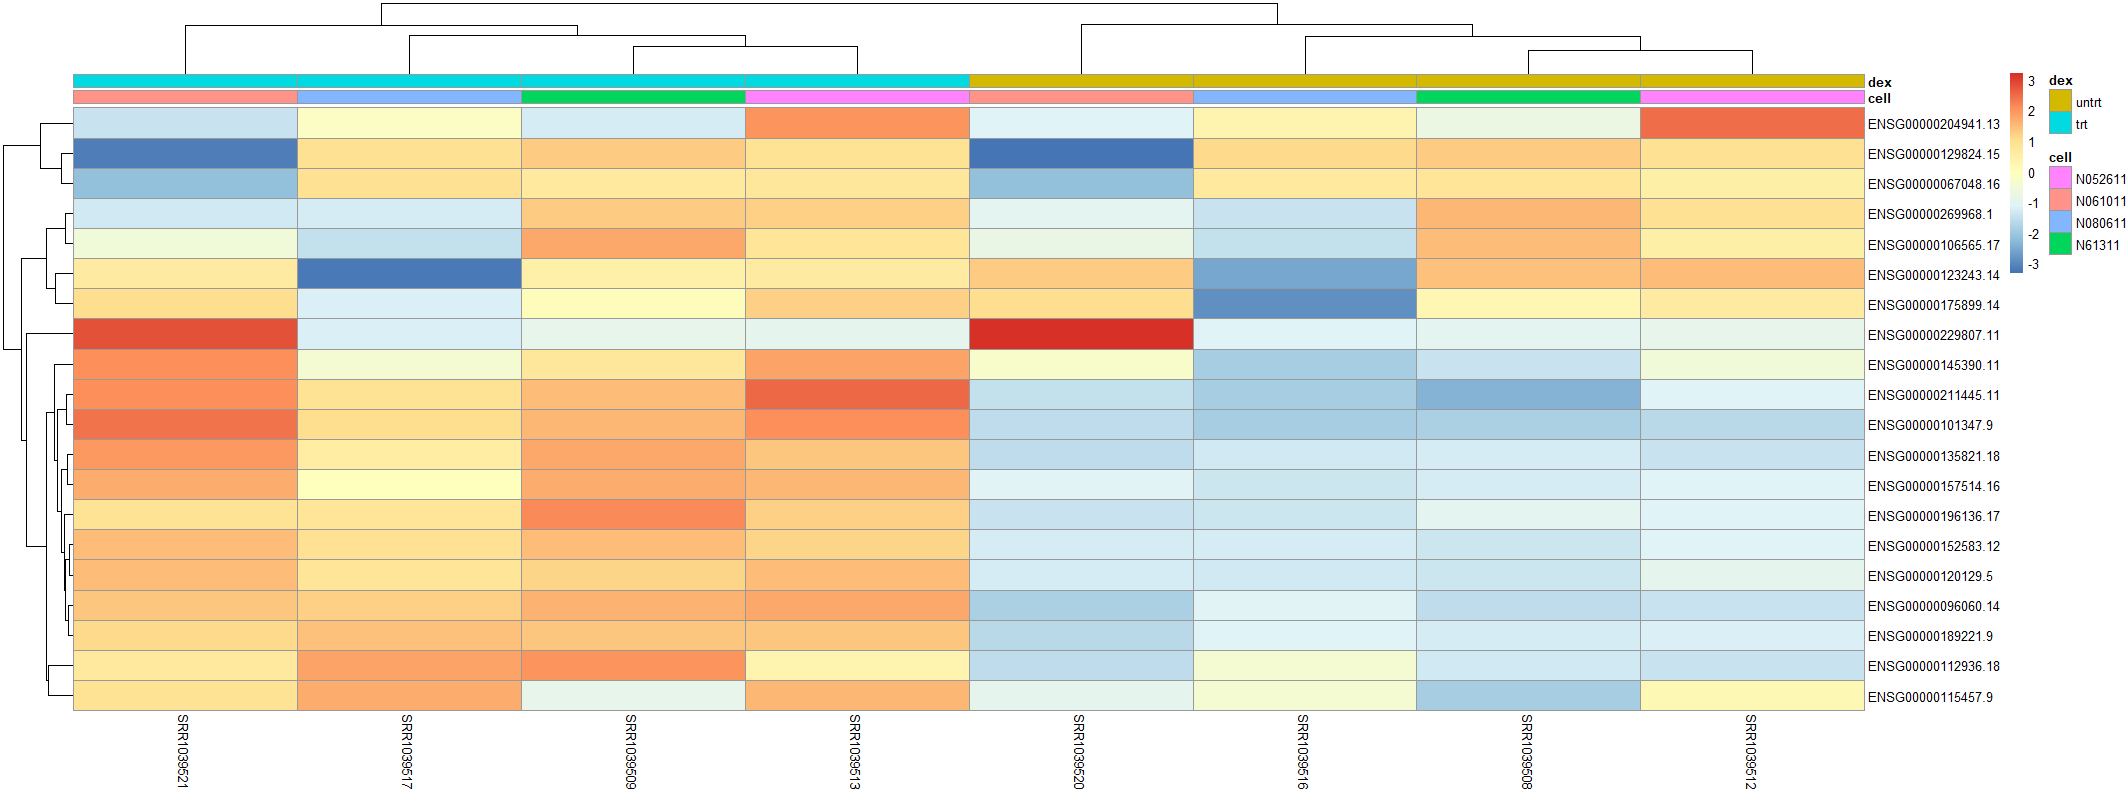 dex
cell
ENSG00000204941.13
ENSG00000129824.15
ENSG00000067048.16
ENSG00000269968.1
ENSG00000106565.17
ENSG00000123243.14
ENSG00000175899.14
ENSG00000229807.11
ENSG00000145390.11
ENSG00000211445.11
ENSG00000101347.9
ENSG00000135821.18
ENSG00000157514.16
ENSG00000196136.17
ENSG00000152583.12
ENSG00000120129.5
ENSG00000096060.14
ENSG00000189221.9
ENSG00000112936.18
ENSG00000115457.9
SRR1039521
SRR1039517
SRR1039509
SRR1039513
SRR1039520
SRR1039516
SRR1039508
SRR1039512
3
2
1
0
-1
-2
-3
dex
untrt
trt
cell
N052611
N061011
N080611
N61311